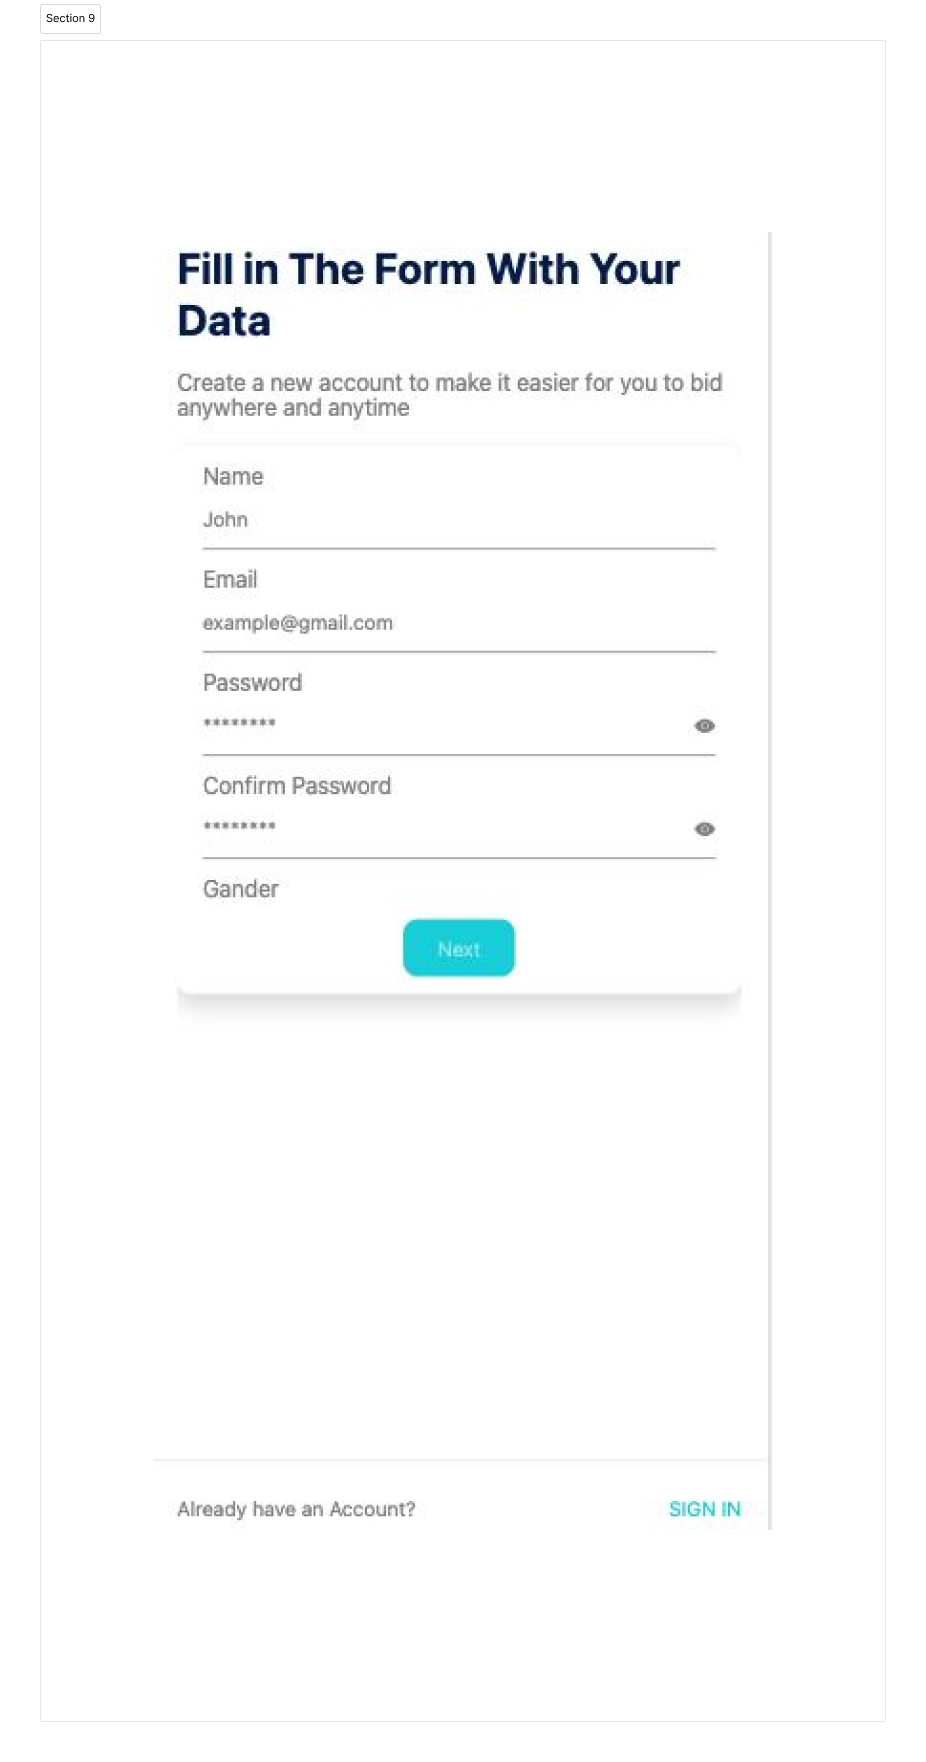 Section 9
Fill in The Form With Your
Data
Create a new account to make it easier for you to bid
anywhere and anytime
Name
John
Email
example@gmail.com
Password
********
Confirm Password
********
Gander
Next
Already have an Account?
SIGN IN